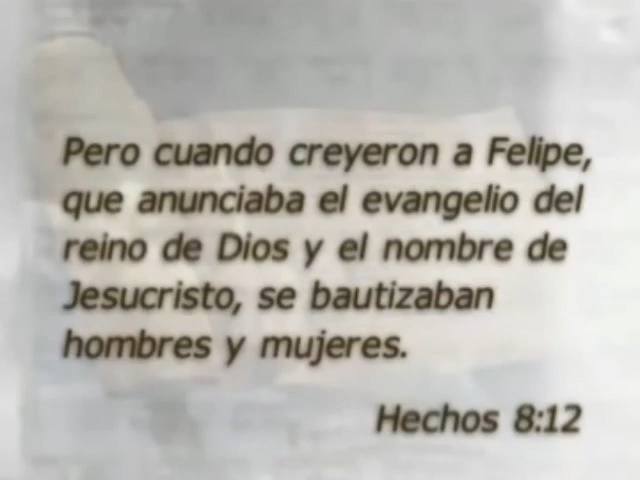 Pero cuando creyeron a Felipe,
que anunciaba el evangelio del
reino de Dios y el nombre de
Jesucristo, se bautizaban
hombres y mujeres.
Hechos 8:12